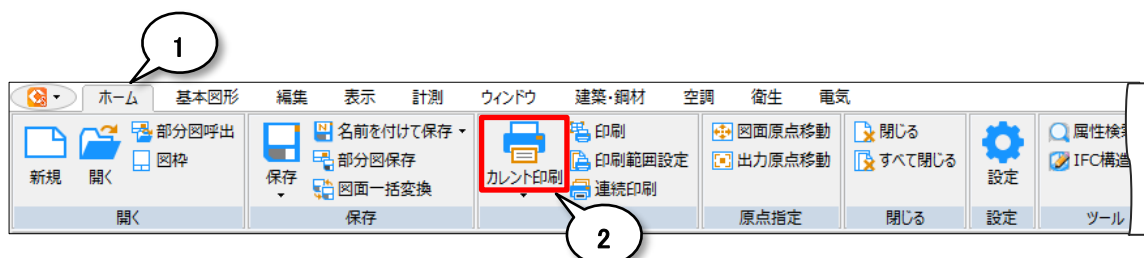 1
ホーム 基本図形 編集 表示 計測 ウィンドウ 建築・鋼材 空調 衛生 電気
新規
開く
部分図呼出
図枠
開く
保存
名前を付けて保存
部分図保存
図面一括変換
保存
カレント印刷
印刷
印刷範囲設定
連続印刷
2
図面原点移動
出力原点移動
原点指定
閉じる
すべて閉じる
閉じる
設定
設定
属性検索
IFC構造
ツール